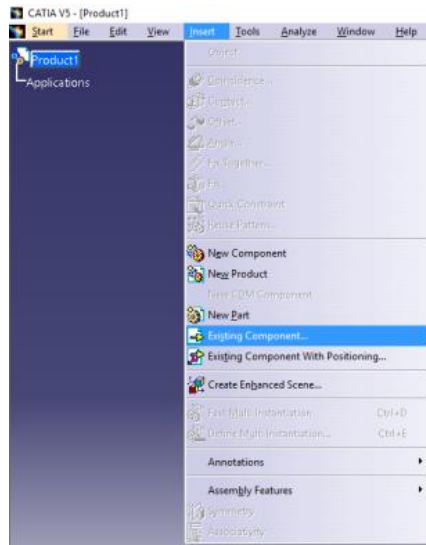 CATIA V5 - [Product1]
Start File Edit View Insert Tools Analyze Window Help
Product1
Applications
Object
Coincidence...
Contact...
Offset...
Angle...
Fix Together...
Fix
Quick Constraint
Reuse Pattern...
New Component
New Product
New CDM Component
New Part
Existing Component...
Existing Component With Positioning...
Create Enhanced Scene...
Fast Multi Instantiation Ctrl+D
Define Multi Instantiation... Ctrl+E
Annotations
Assembly Features
Symmetry
Associativity